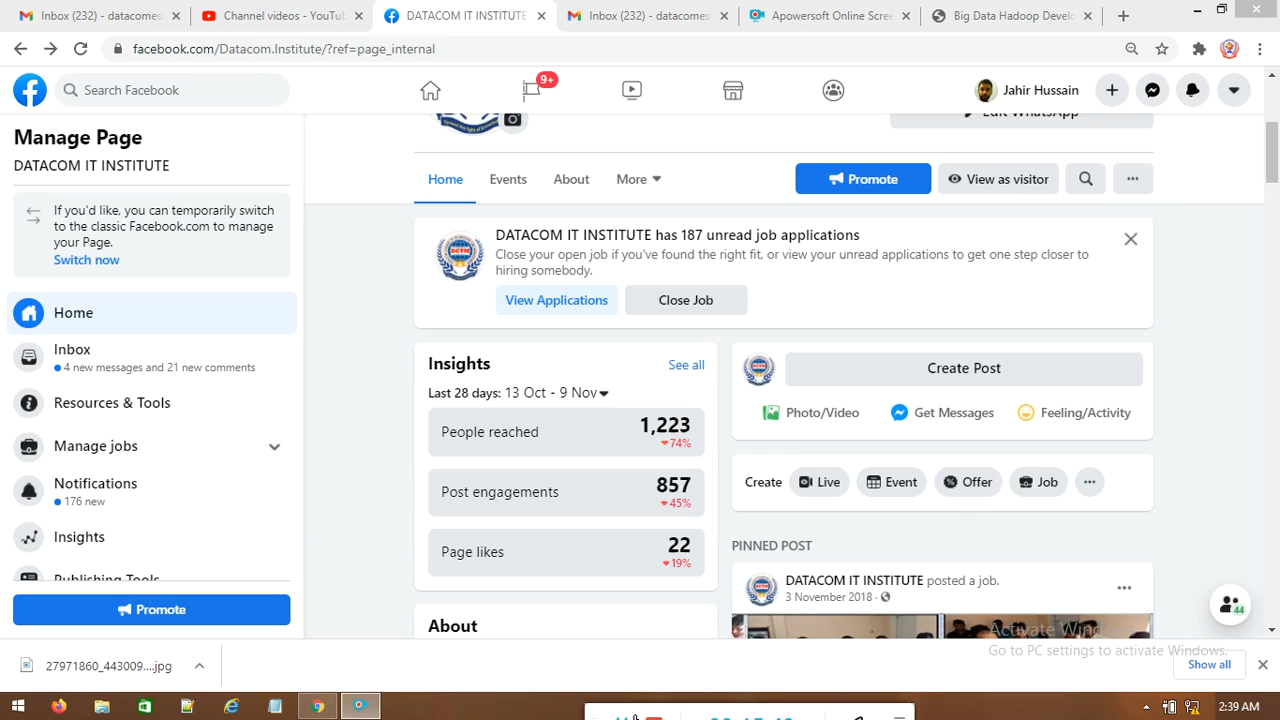 Inbox (232) - datacomes
Channel videos - YouTub
DATACOM IT INSTITUTE
Inbox (232) - datacomes
Apowersoft Online Scree
Big Data Hadoop Develo
facebook.com/Datacom.Institute/?ref=page_internal
Search Facebook
9+
Jahir Hussain
Manage Page
DATACOM IT INSTITUTE
If you'd like, you can temporarily switch
to the classic Facebook.com to manage
your Page.
Switch now
Home
Inbox
4 new messages and 21 new comments
Resources & Tools
Manage jobs
Notifications
176 new
Insights
Publishing Tools
Promote
Edit WhatsApp
Home Events About More
Promote
View as visitor
DCTM
DATACOM IT INSTITUTE has 187 unread job applications
Close your open job if you've found the right fit, or view your unread applications to get one step closer to
hiring somebody.
View Applications
Close Job
Insights
See all
Last 28 days: 13 Oct - 9 Nov
People reached
1,223
74%
Post engagements
857
45%
Page likes
22
19%
About
Create Post
Photo/Video
Get Messages
Feeling/Activity
Create
Live
Event
Offer
Job
PINNED POST
DATACOM IT INSTITUTE posted a job.
3 November 2018
44
Activate Windows
Go to PC settings to activate Windows.
27971860_443009....jpg
Show all
2:39 AM